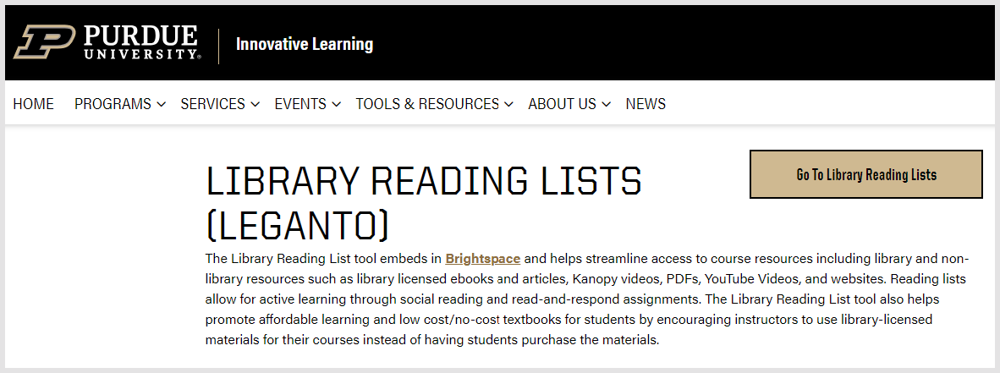 PURDUE
UNIVERSITY®
Innovative Learning
HOME PROGRAMS SERVICES EVENTS TOOLS & RESOURCES ABOUT US NEWS
LIBRARY READING LISTS
(LEGANTO)
Go To Library Reading Lists
The Library Reading List tool embeds in Brightspace and helps streamline access to course resources including library and non-
library resources such as library licensed ebooks and articles, Kanopy videos, PDFs, YouTube Videos, and websites. Reading lists
allow for active learning through social reading and read-and-respond assignments. The Library Reading List tool also helps
promote affordable learning and low cost/no-cost textbooks for students by encouraging instructors to use library-licensed
materials for their courses instead of having students purchase the materials.